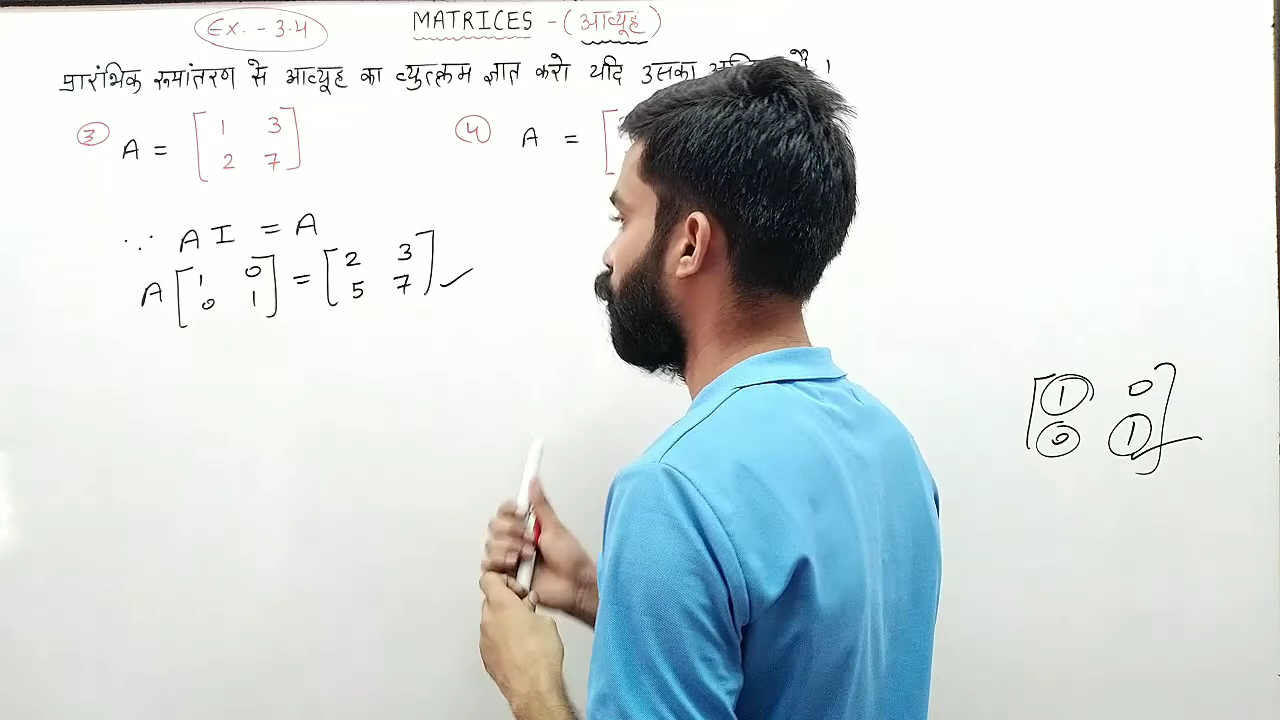 Ex. - 3.4 MATRICES - (आव्यूह)
प्रारंभिक रूपांतरण से आव्यूह का व्युत्क्रम ज्ञात करो यदि उसका है ।
③ A = [ 1 3
2 7 ]
④ A = [
∵ AI = A
A [ 1 0
0 1 ] = [ 2 3
5 7 ]
[ 1 0
0 1 ]